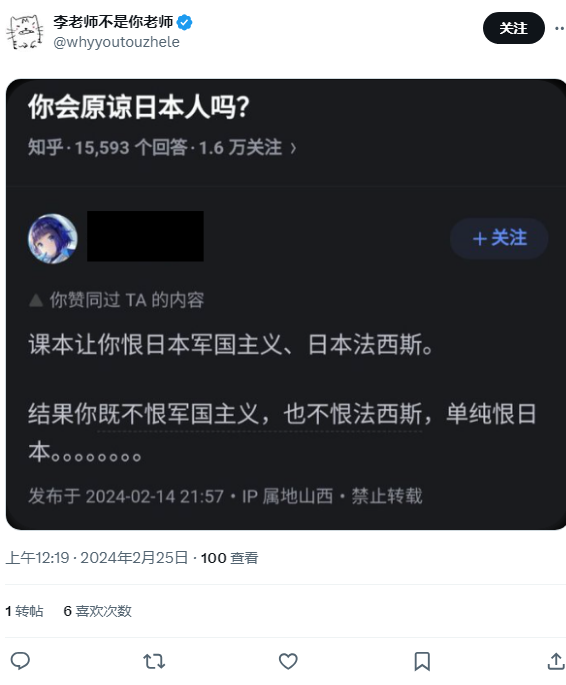 李老师不是你老师
@whyyoutouzhele
关注
你会原谅日本人吗？
知乎·15,593 个回答·1.6 万关注 〉
＋关注
▲ 你赞同过 TA 的内容
课本让你恨日本军国主义、日本法西斯。
结果你既不恨军国主义，也不恨法西斯，单纯恨日
本。。。。。。。。
发布于 2024-02-14 21:57・IP 属地山西・禁止转载
上午12:19 · 2024年2月25日 · 100 查看
1 转帖 6 喜欢次数